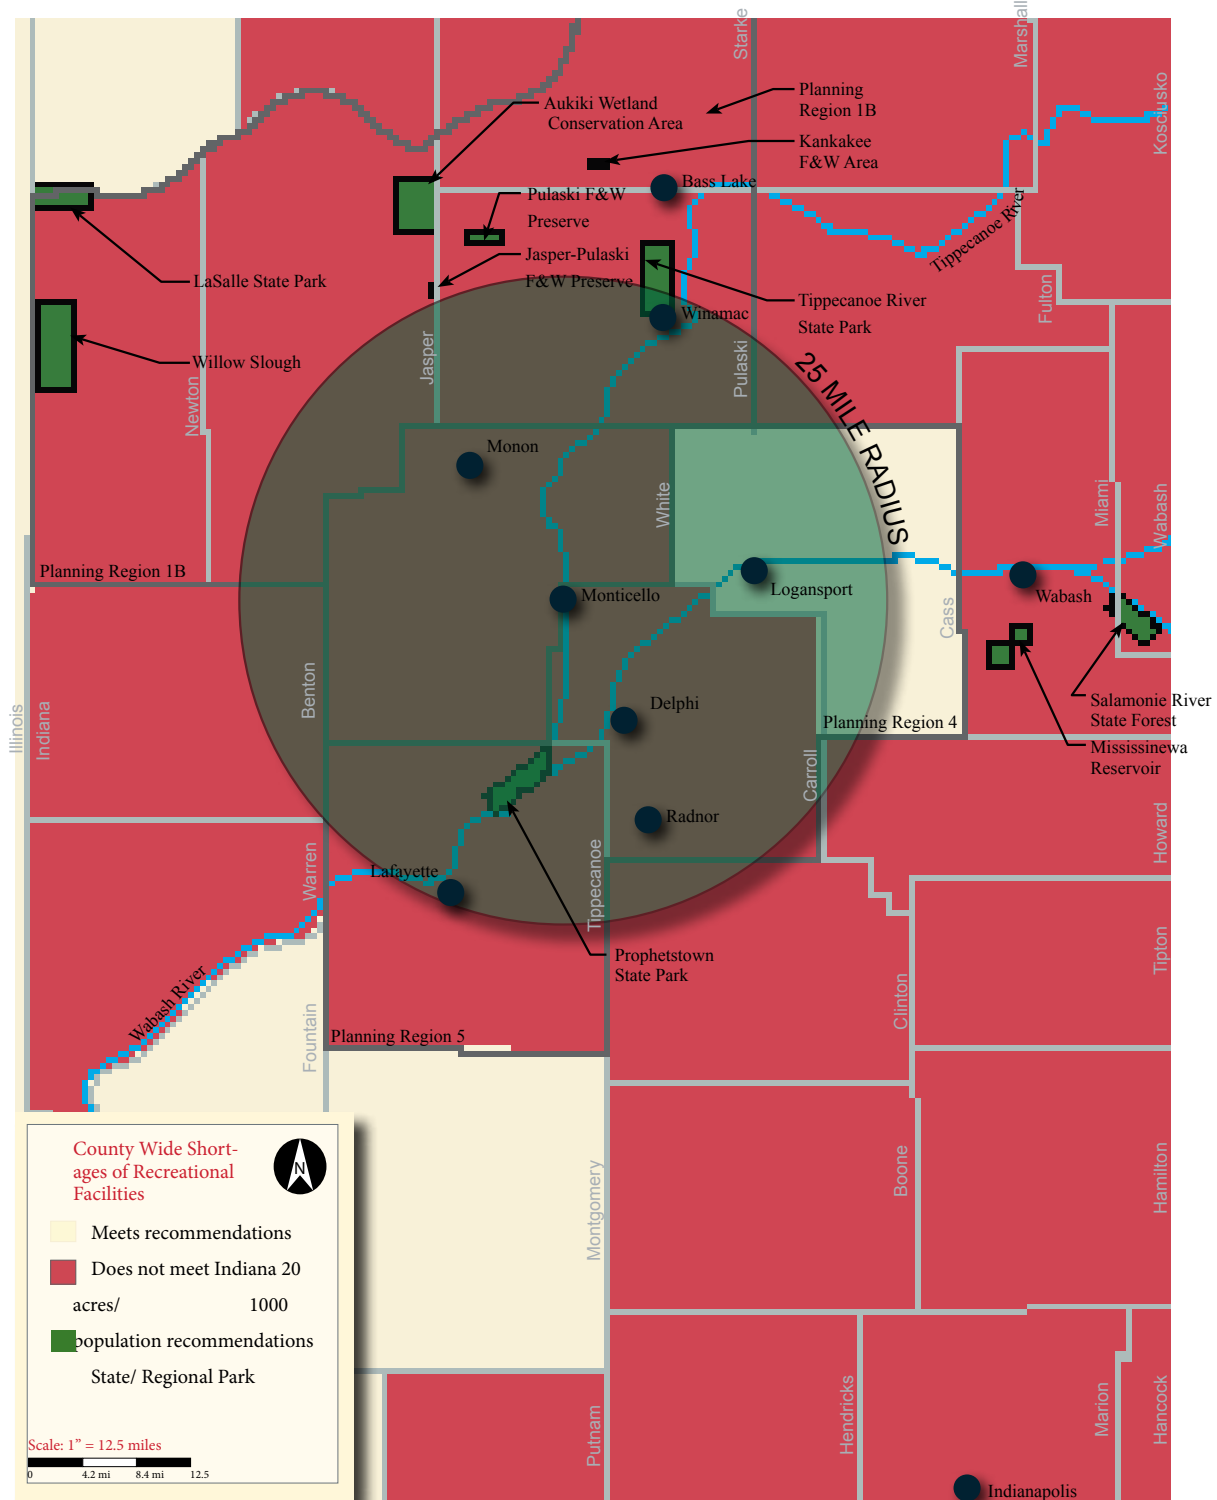 Starke
Marshall
Kosciusko
Aukiki Wetland
Conservation Area
Planning
Region 1B
Kankakee
F&W Area
Bass Lake
Pulaski F&W
Preserve
Tippecanoe River
Jasper-Pulaski
F&W Preserve
LaSalle State Park
Tippecanoe River
State Park
Fulton
Winamac
Willow Slough
Newton
Jasper
Pulaski
25 MILE RADIUS
Monon
White
Miami
Wabash
Planning Region 1B
Monticello
Logansport
Wabash
Cass
Benton
Illinois
Indiana
Delphi
Salamonie River
State Forest
Planning Region 4
Mississinewa
Reservoir
Carroll
Radnor
Howard
Warren
Lafayette
Tippecanoe
Prophetstown
State Park
Tipton
Wabash River
Clinton
Fountain
Planning Region 5
County Wide Short-
ages of Recreational
Facilities
N
Meets recommendations
Does not meet Indiana 20
acres/ 1000
population recommendations
State/ Regional Park
Scale: 1” = 12.5 miles
0 4.2 mi 8.4 mi 12.5
Montgomery
Boone
Hamilton
Putnam
Hendricks
Marion
Hancock
Indianapolis